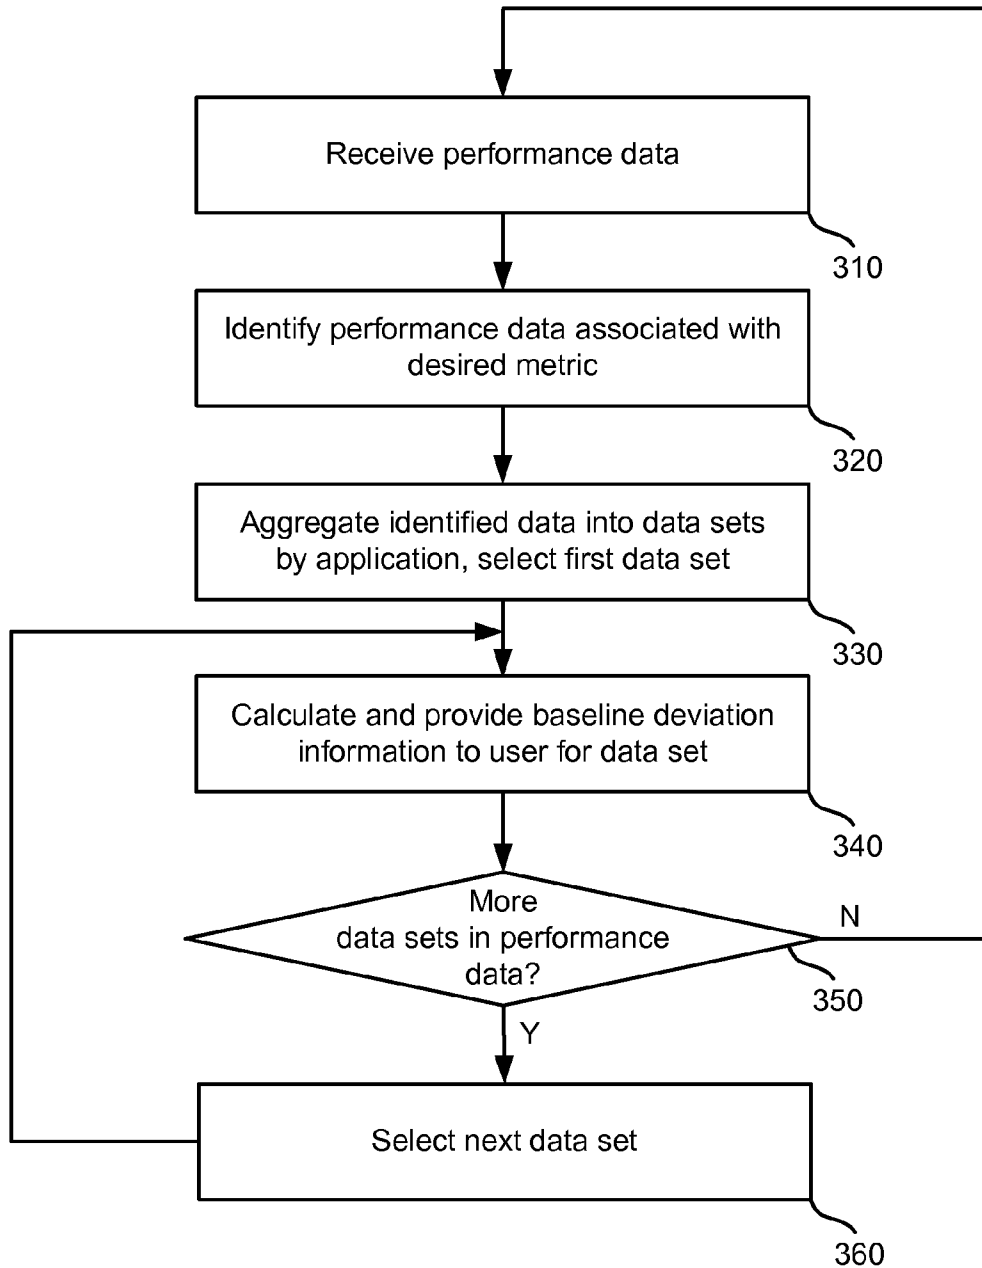 Receive performance data
310
Identify performance data associated with
desired metric
320
Aggregate identified data into data sets
by application, select first data set
330
Calculate and provide baseline deviation
information to user for data set
340
More
data sets in performance
data?
N
350
Y
Select next data set
360